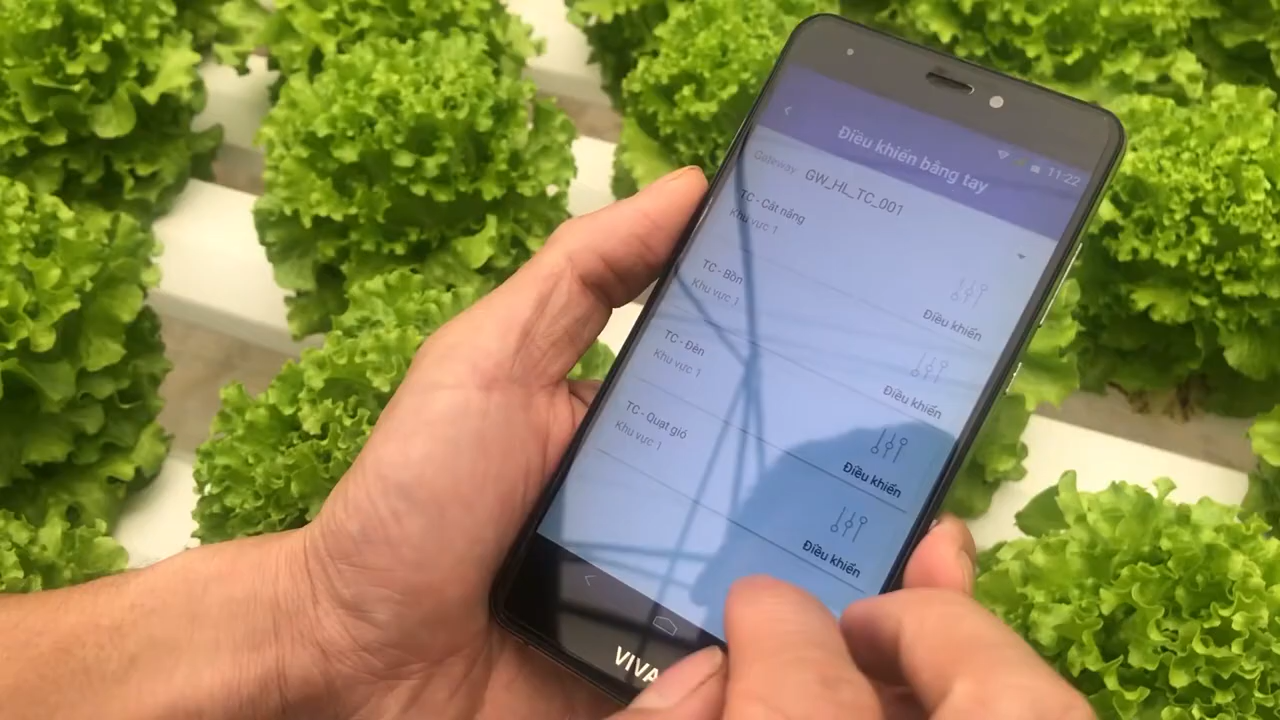 11:22
Điều khiển bằng tay
Gateway GW_HL_TC_001
TC - Cắt nắng
Khu vực 1
Điều khiển
TC - Bồn
Khu vực 1
Điều khiển
TC - Đèn
Khu vực 1
Điều khiển
TC - Quạt gió
Khu vực 1
Điều khiển
VIVA